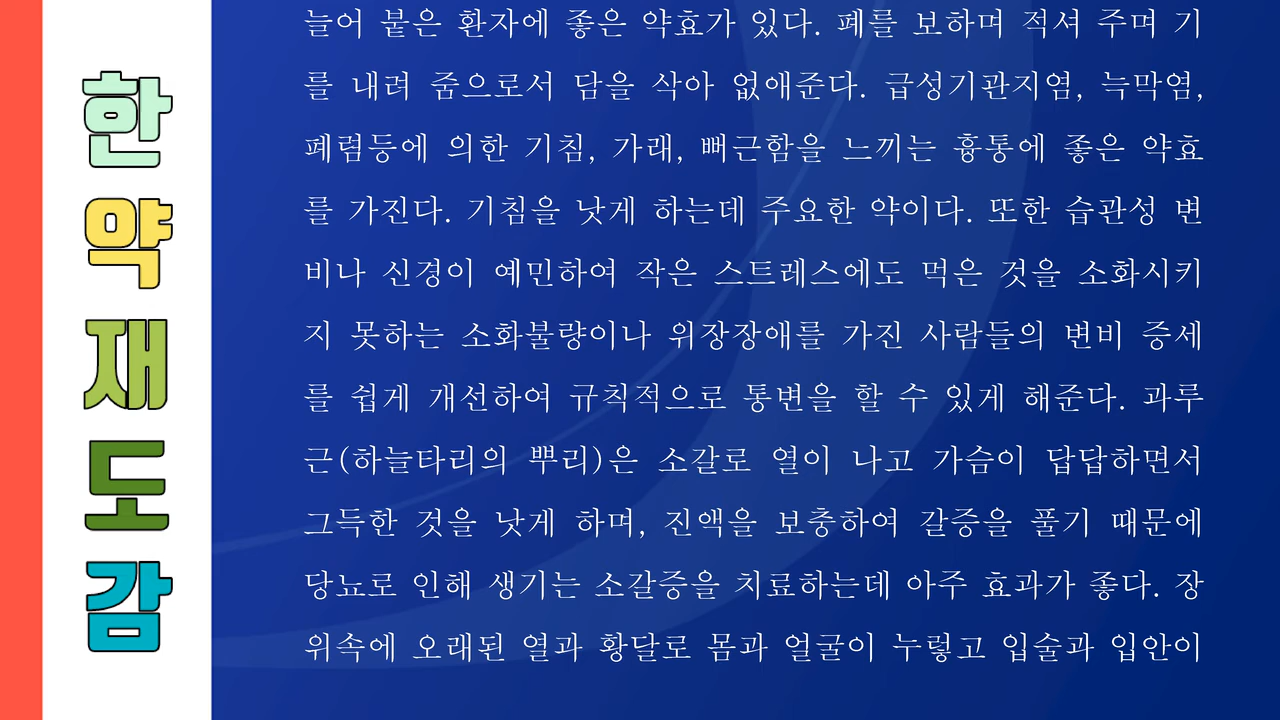 한
약
재
도
감
늘어 붙은 환자에 좋은 약효가 있다. 폐를 보하며 적셔 주며 기
를 내려 줌으로서 담을 삭아 없애준다. 급성기관지염, 늑막염,
폐렴등에 의한 기침, 가래, 뻐근함을 느끼는 흉통에 좋은 약효
를 가진다. 기침을 낫게 하는데 주요한 약이다. 또한 습관성 변
비나 신경이 예민하여 작은 스트레스에도 먹은 것을 소화시키
지 못하는 소화불량이나 위장장애를 가진 사람들의 변비 증세
를 쉽게 개선하여 규칙적으로 통변을 할 수 있게 해준다. 과루
근(하늘타리의 뿌리)은 소갈로 열이 나고 가슴이 답답하면서
그득한 것을 낫게 하며, 진액을 보충하여 갈증을 풀기 때문에
당뇨로 인해 생기는 소갈증을 치료하는데 아주 효과가 좋다. 장
위속에 오래된 열과 황달로 몸과 얼굴이 누렇고 입술과 입안이